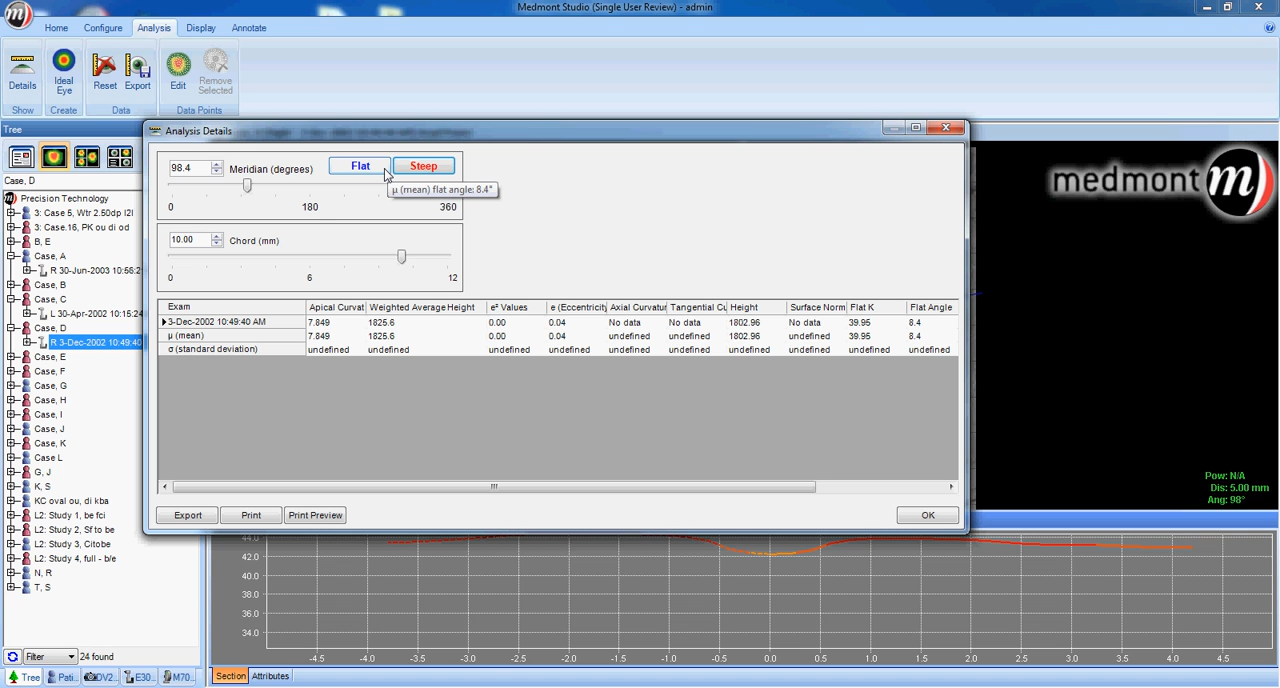 Medmont Studio (Single User Review) - admin
Home Configure Analysis Display Annotate
Details Ideal Eye Reset Export Edit Remove Selected
Show Create Data Data Points
Tree
Analysis Details
98.4 Meridian (degrees) Flat Steep
μ (mean) flat angle: 8.4°
0 180 360
10.00 Chord (mm)
0 6 12
Exam Apical Curvat Weighted Average Height e² Values e (Eccentricity Axial Curvatur Tangential Cu Height Surface Norm Flat K Flat Angle
3-Dec-2002 10:49:40 AM 7.849 1825.6 0.00 0.04 No data No data 1802.96 No data 39.95 8.4
μ (mean) 7.849 1825.6 0.00 0.04 undefined undefined 1802.96 undefined 39.95 8.4
σ (standard deviation) undefined undefined undefined undefined undefined undefined undefined undefined undefined undefined
Export Print Print Preview OK
Case, D
Precision Technology
3: Case 5, Wtr 2.50dp l2l
3: Case.16, PK ou di od
B, E
Case, A
R 30-Jun-2003 10:56:2
Case, B
Case, C
L 30-Apr-2002 10:15:24
Case, D
R 3-Dec-2002 10:49:40
Case, E
Case, F
Case, G
Case, H
Case, I
Case, J
Case, K
Case L
G, J
K, S
KC oval ou, di kba
L2: Study 1, be fci
L2: Study 2, Sf to be
L2: Study 3, Citobe
L2: Study 4, full - b/e
N, R
T, S
Filter 24 found
Tree Pati... DV2... E30... M70...
medmont m
Pow: N/A
Dis: 5.00 mm
Ang: 98°
44.0
42.0
40.0
38.0
36.0
34.0
-4.5 -4.0 -3.5 -3.0 -2.5 -2.0 -1.5 -1.0 -0.5 0.0 0.5 1.0 1.5 2.0 2.5 3.0 3.5 4.0 4.5
Section Attributes